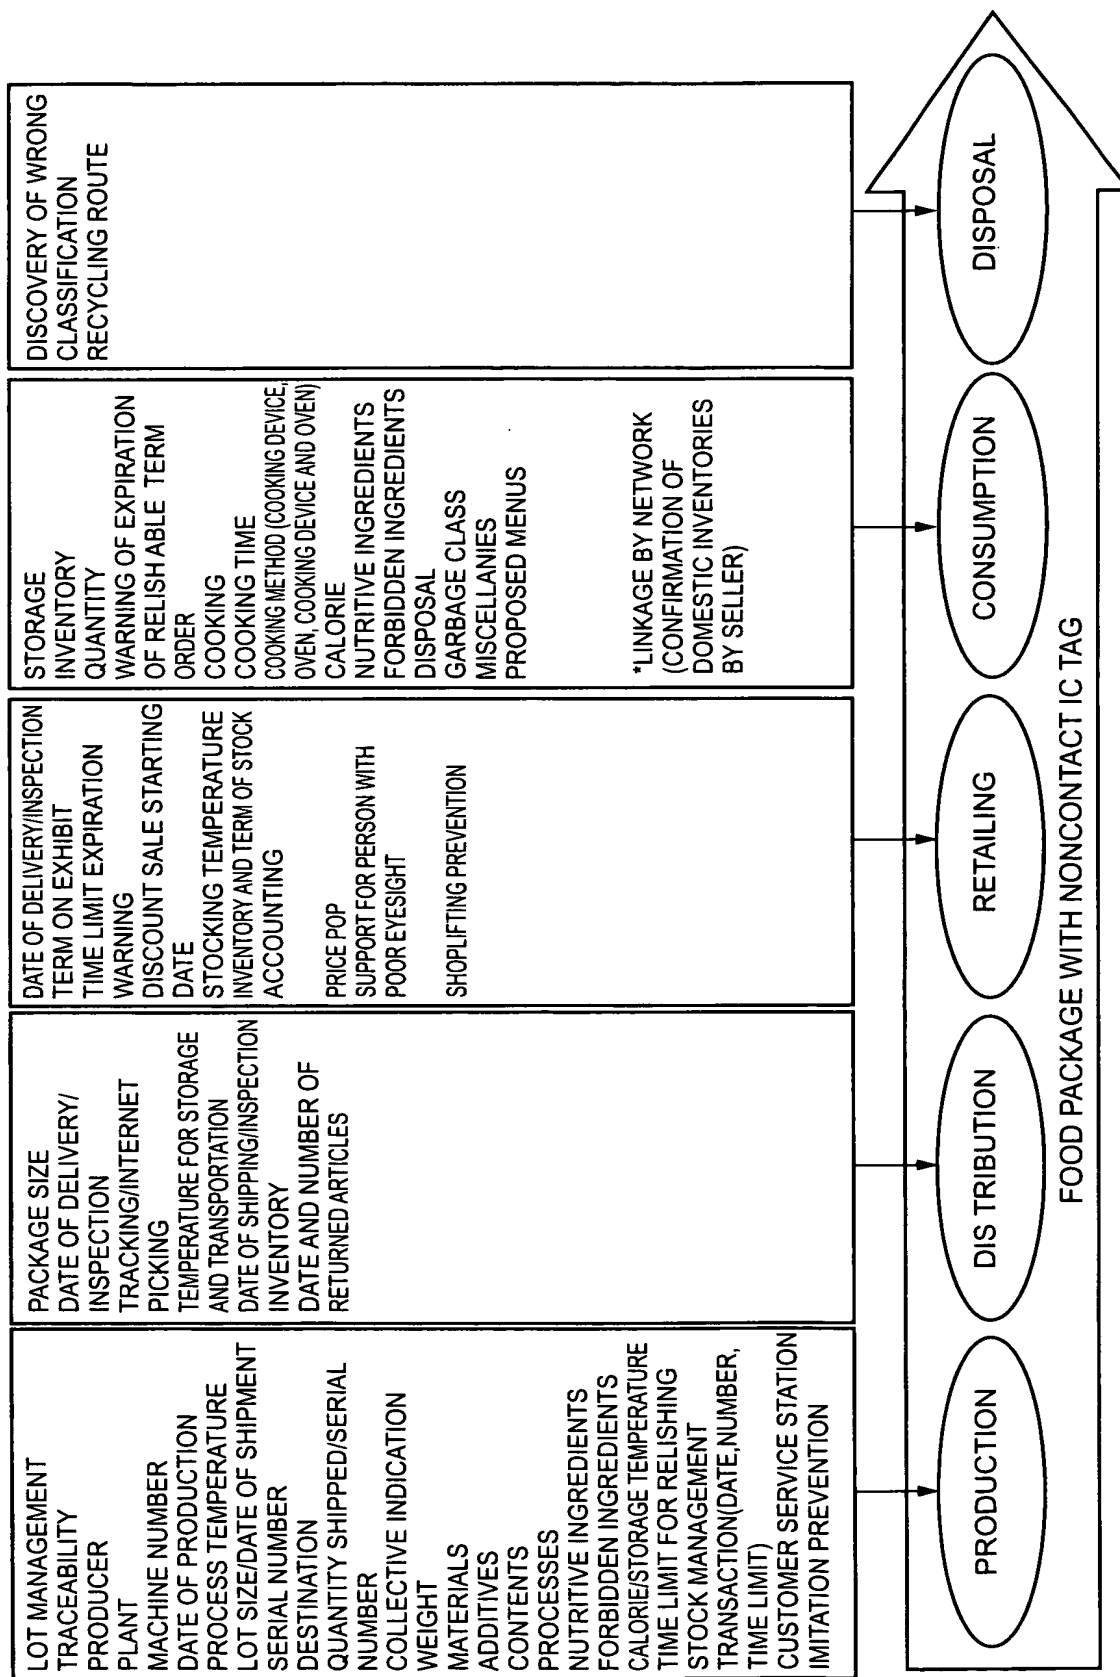 LOT MANAGEMENT
TRACEABILITY
PRODUCER
PLANT
MACHINE NUMBER
DATE OF PRODUCTION
PROCESS TEMPERATURE
LOT SIZE/DATE OF SHIPMENT
SERIAL NUMBER
DESTINATION
QUANTITY SHIPPED/SERIAL
NUMBER
COLLECTIVE INDICATION
WEIGHT
MATERIALS
ADDITIVES
CONTENTS
PROCESSES
NUTRITIVE INGREDIENTS
FORBIDDEN INGREDIENTS
CALORIE/STORAGE TEMPERATURE
TIME LIMIT FOR RELISHING
STOCK MANAGEMENT
TRANSACTION(DATE,NUMBER,
TIME LIMIT)
CUSTOMER SERVICE STATION
IMITATION PREVENTION
PACKAGE SIZE
DATE OF DELIVERY/
INSPECTION
TRACKING/INTERNET
PICKING
TEMPERATURE FOR STORAGE
AND TRANSPORTATION
DATE OF SHIPPING/INSPECTION
INVENTORY
DATE AND NUMBER OF
RETURNED ARTICLES
DATE OF DELIVERY/INSPECTION
TERM ON EXHIBIT
TIME LIMIT EXPIRATION
WARNING
DISCOUNT SALE STARTING
DATE
STOCKING TEMPERATURE
INVENTORY AND TERM OF STOCK
ACCOUNTING
PRICE POP
SUPPORT FOR PERSON WITH
POOR EYESIGHT
SHOPLIFTING PREVENTION
STORAGE
INVENTORY
QUANTITY
WARNING OF EXPIRATION
OF RELISH ABLE TERM
ORDER
COOKING
COOKING TIME
COOKING METHOD (COOKING DEVICE,
OVEN, COOKING DEVICE AND OVEN)
CALORIE
NUTRITIVE INGREDIENTS
FORBIDDEN INGREDIENTS
DISPOSAL
GARBAGE CLASS
MISCELLANIES
PROPOSED MENUS
*LINKAGE BY NETWORK
(CONFIRMATION OF
DOMESTIC INVENTORIES
BY SELLER)
DISCOVERY OF WRONG
CLASSIFICATION
RECYCLING ROUTE
PRODUCTION
DIS TRIBUTION
RETAILING
CONSUMPTION
DISPOSAL
FOOD PACKAGE WITH NONCONTACT IC TAG